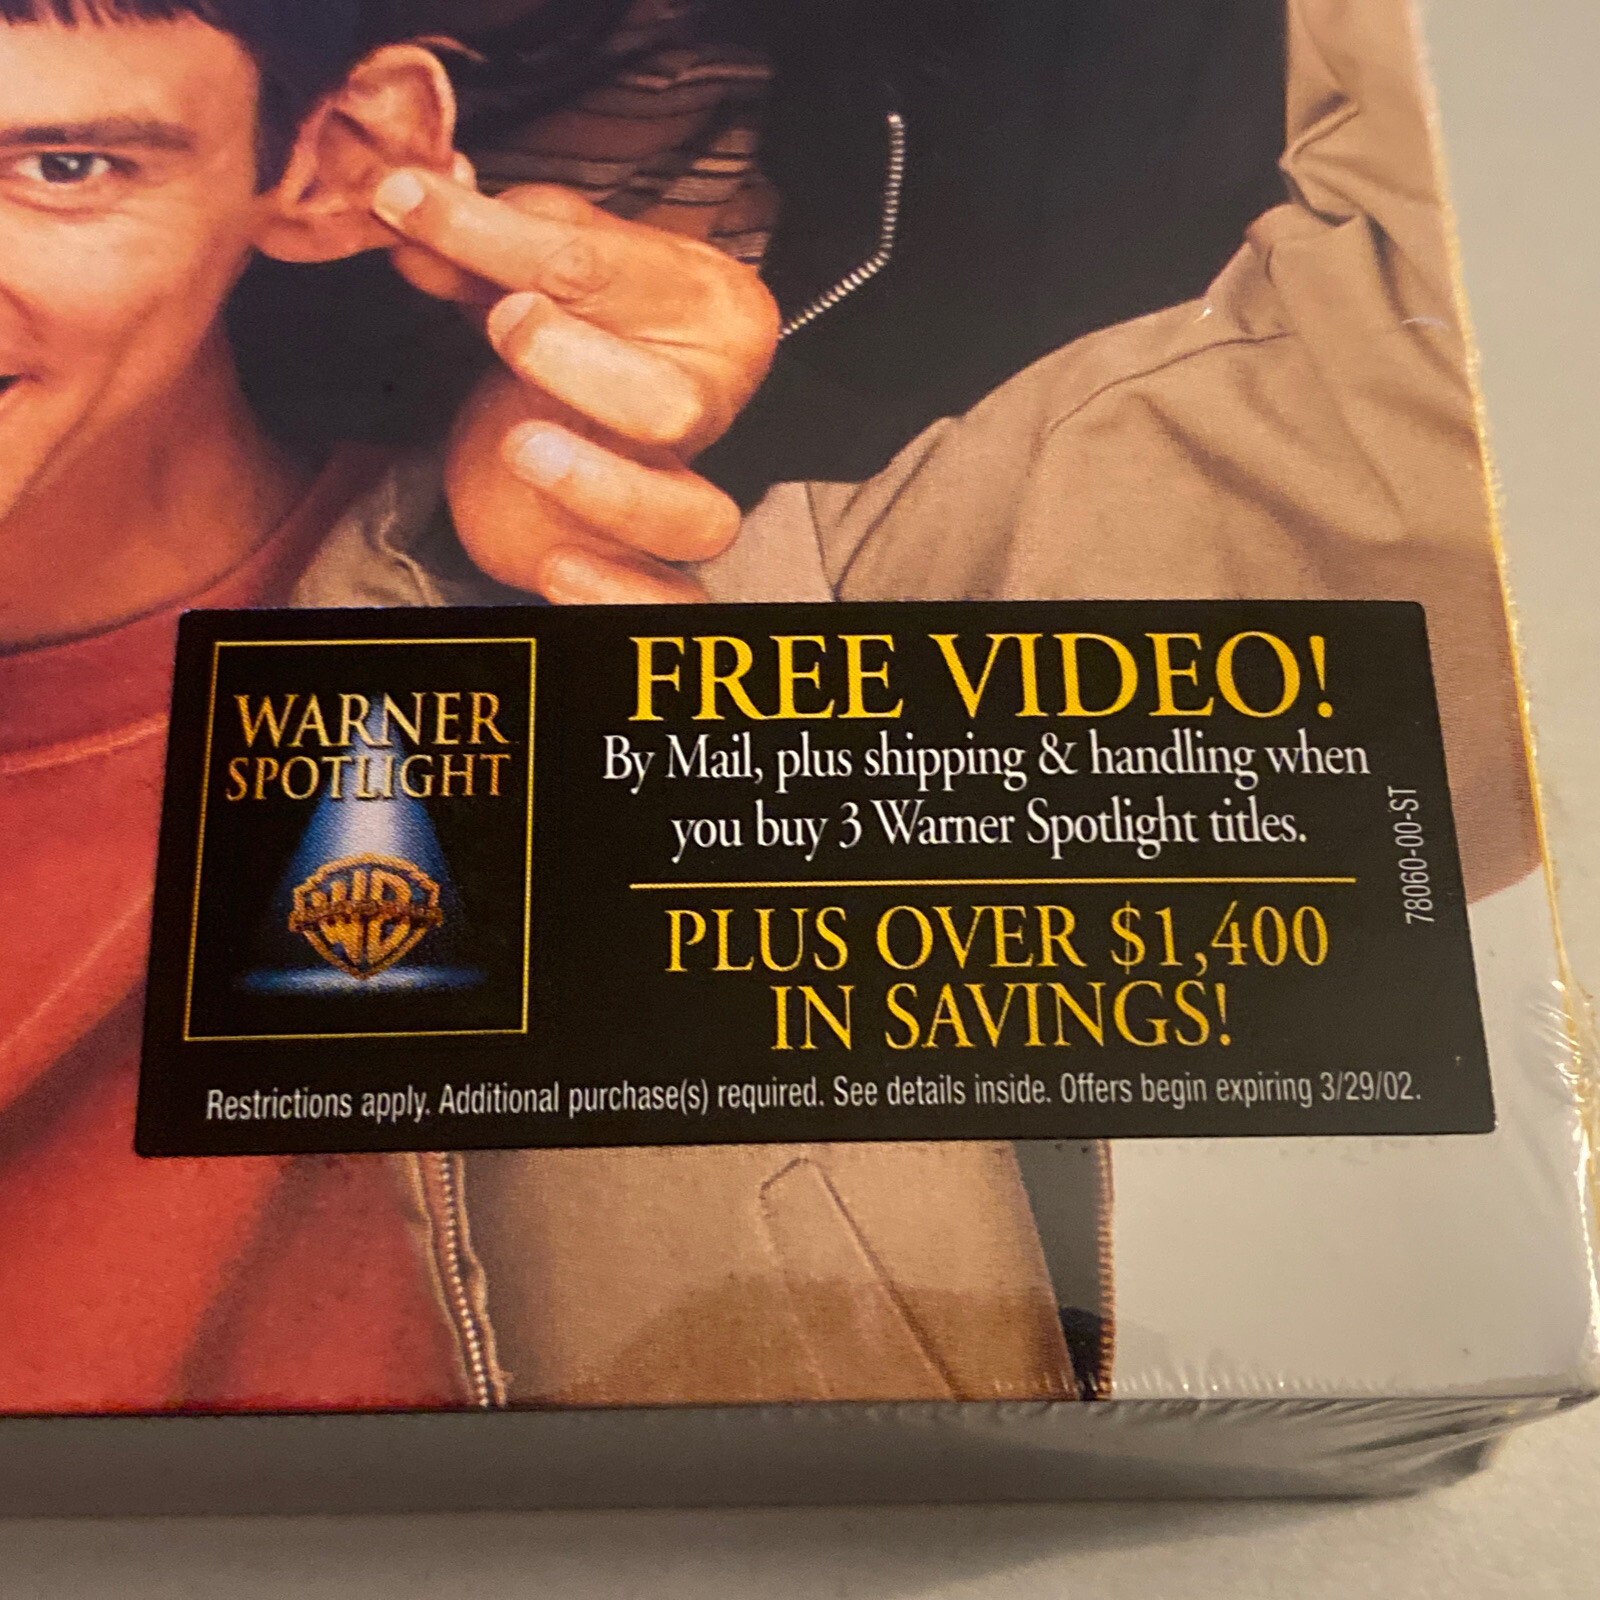 WARNER
SPOTLIGHT
WB
FREE VIDEO!
By Mail, plus shipping & handling when
you buy 3 Warner Spotlight titles.
PLUS OVER $1,400
IN SAVINGS!
78060-00-ST
Restrictions apply. Additional purchase(s) required. See details inside. Offers begin expiring 3/29/02.